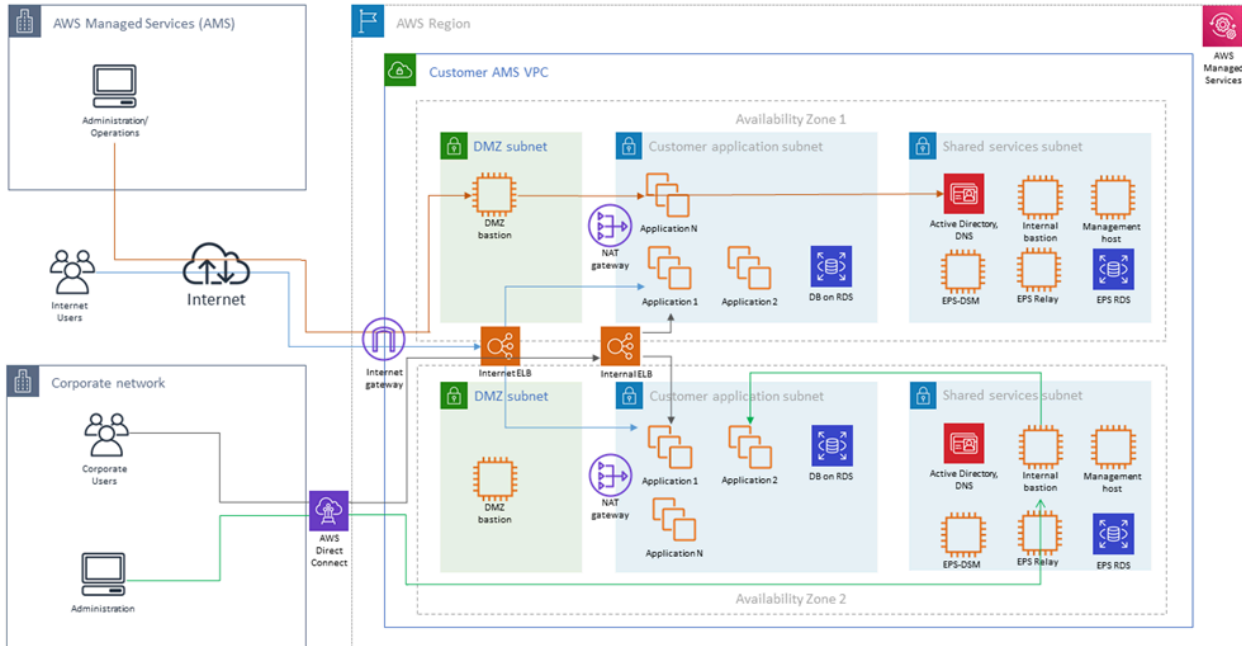 AWS Managed Services (AMS)
Administration/
Operations
Internet
Users
Internet
Corporate network
Corporate
Users
Administration
AWS
Direct
Connect
Internet
gateway
AWS Region
AWS
Managed
Services
Customer AMS VPC
Availability Zone 1
DMZ subnet
DMZ
bastion
NAT
gateway
Customer application subnet
Application N
Application 1
Application 2
DB on RDS
Shared services subnet
Active Directory,
DNS
Internal
bastion
Management
host
EPS-DSM
EPS Relay
EPS RDS
Internet ELB
Internal ELB
DMZ subnet
DMZ
bastion
NAT
gateway
Customer application subnet
Application 1
Application 2
DB on RDS
Application N
Shared services subnet
Active Directory,
DNS
Internal
bastion
Management
host
EPS-DSM
EPS Relay
EPS RDS
Availability Zone 2